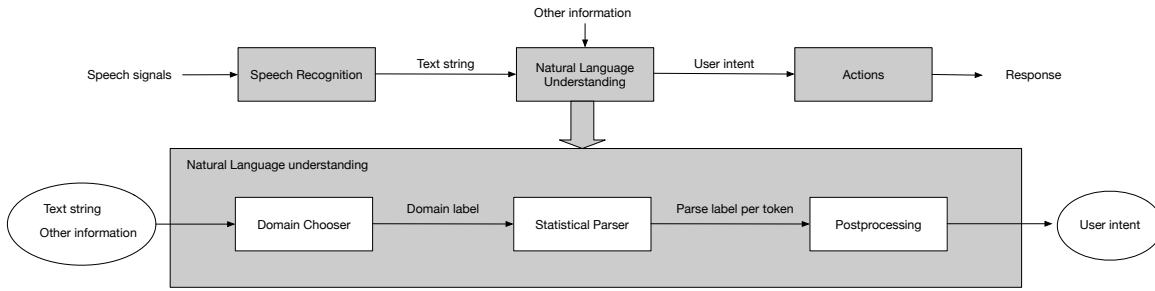 Other information
Speech signals
Speech Recognition
Text string
Natural Language
Understanding
User intent
Actions
Response
Natural Language understanding
Text string
Other information
Domain Chooser
Domain label
Statistical Parser
Parse label per token
Postprocessing
User intent